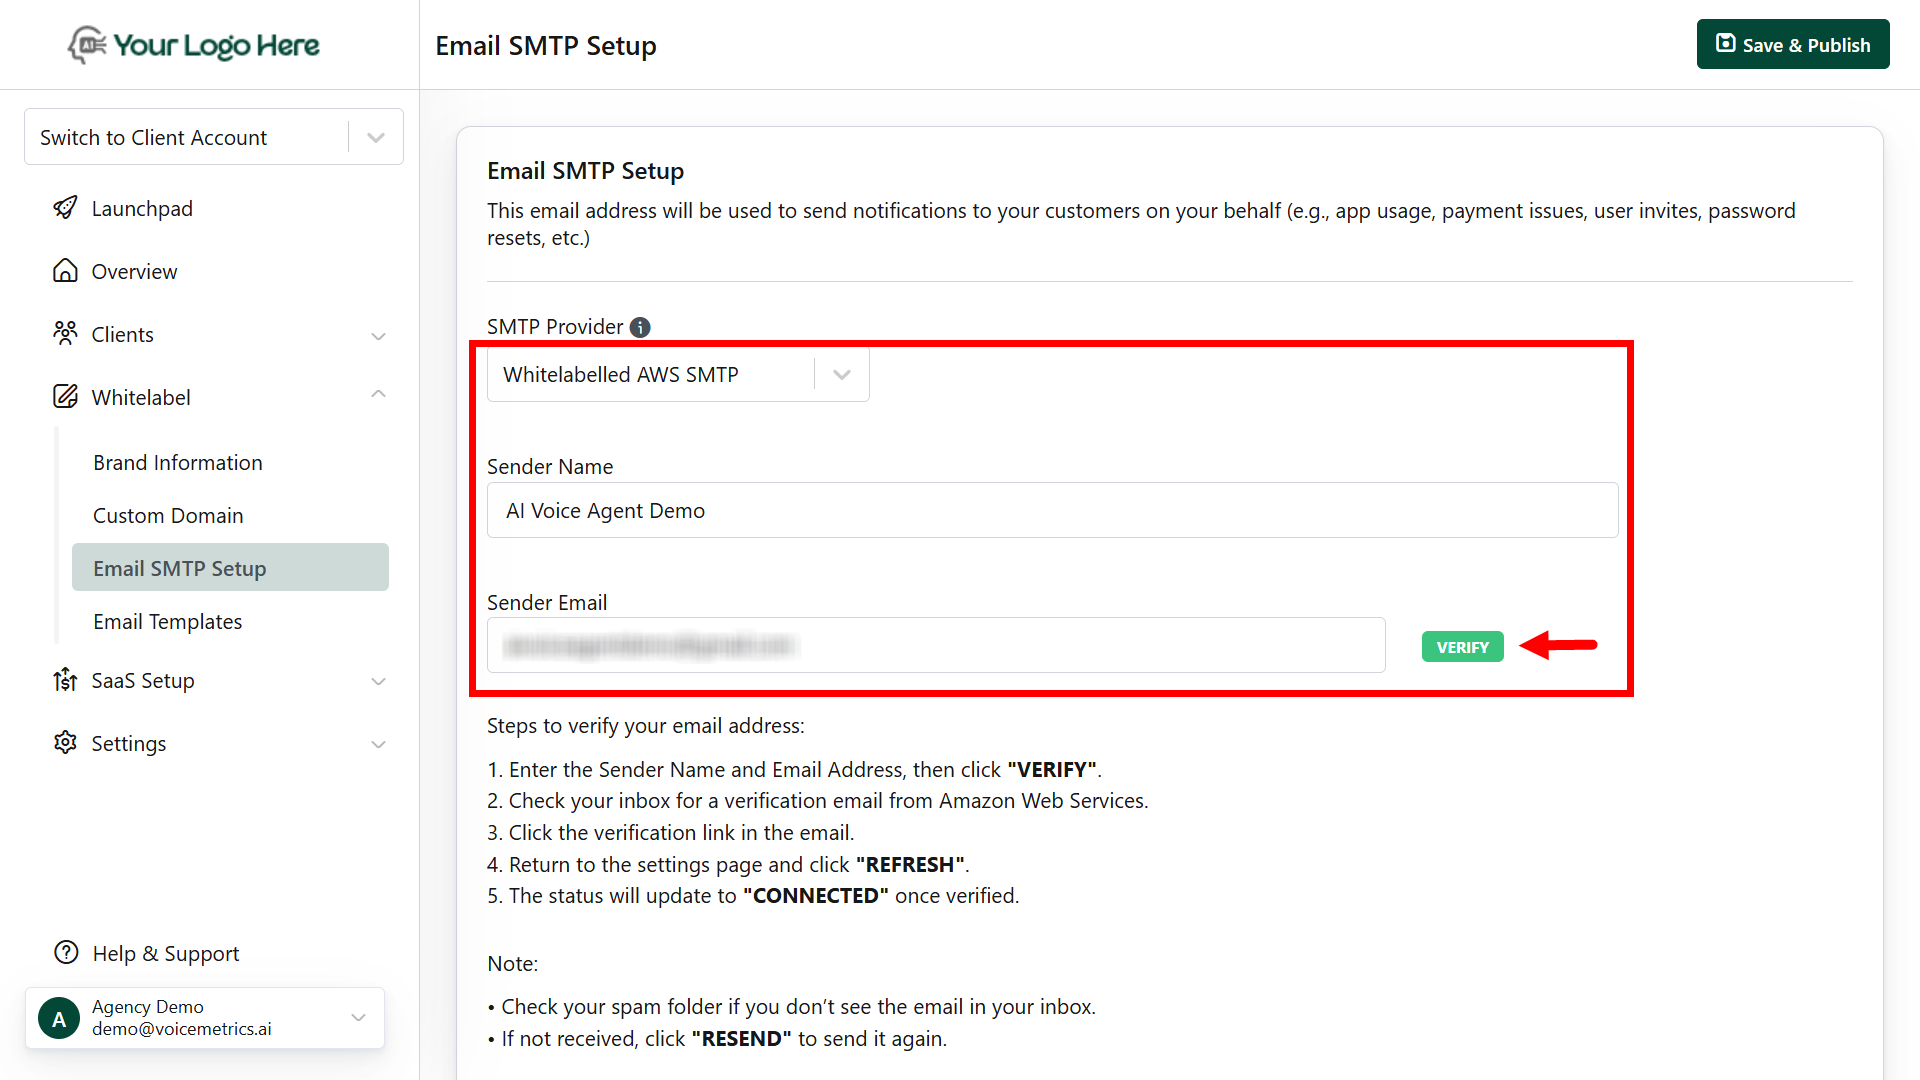 Your Logo Here
Email SMTP Setup
Save & Publish
Switch to Client Account
Launchpad
Overview
Clients
Whitelabel
Brand Information
Custom Domain
Email SMTP Setup
Email Templates
SaaS Setup
Settings
Help & Support
A
Agency Demo
demo@voicemetrics.ai
Email SMTP Setup
This email address will be used to send notifications to your customers on your behalf (e.g., app usage, payment issues, user invites, password
resets, etc.)
SMTP Provider
Whitelabelled AWS SMTP
Sender Name
AI Voice Agent Demo
Sender Email
VERIFY
Steps to verify your email address:
1. Enter the Sender Name and Email Address, then click "VERIFY".
2. Check your inbox for a verification email from Amazon Web Services.
3. Click the verification link in the email.
4. Return to the settings page and click "REFRESH".
5. The status will update to "CONNECTED" once verified.
Note:
• Check your spam folder if you don’t see the email in your inbox.
• If not received, click "RESEND" to send it again.